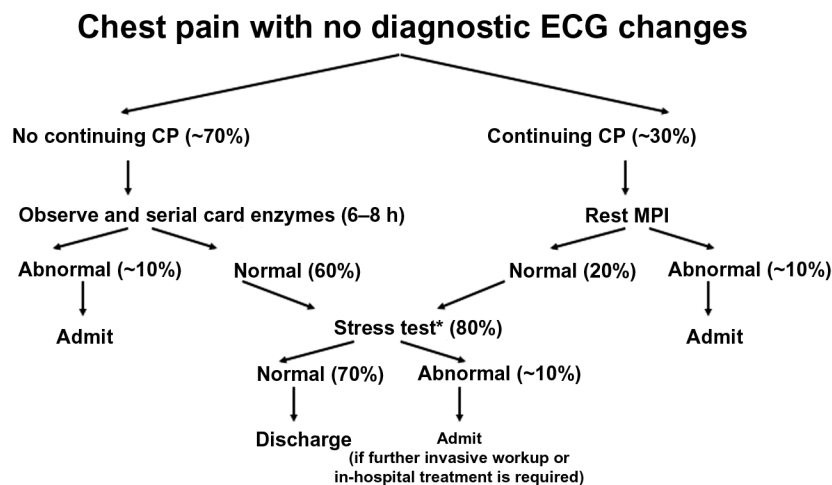 Chest pain with no diagnostic ECG changes
No continuing CP (~70%)
Continuing CP (~30%)
Observe and serial card enzymes (6–8 h)
Rest MPI
Abnormal (~10%)
Normal (60%)
Normal (20%)
Abnormal (~10%)
Admit
Stress test* (80%)
Admit
Normal (70%)
Abnormal (~10%)
Discharge
Admit
(if further invasive workup or
in-hospital treatment is required)